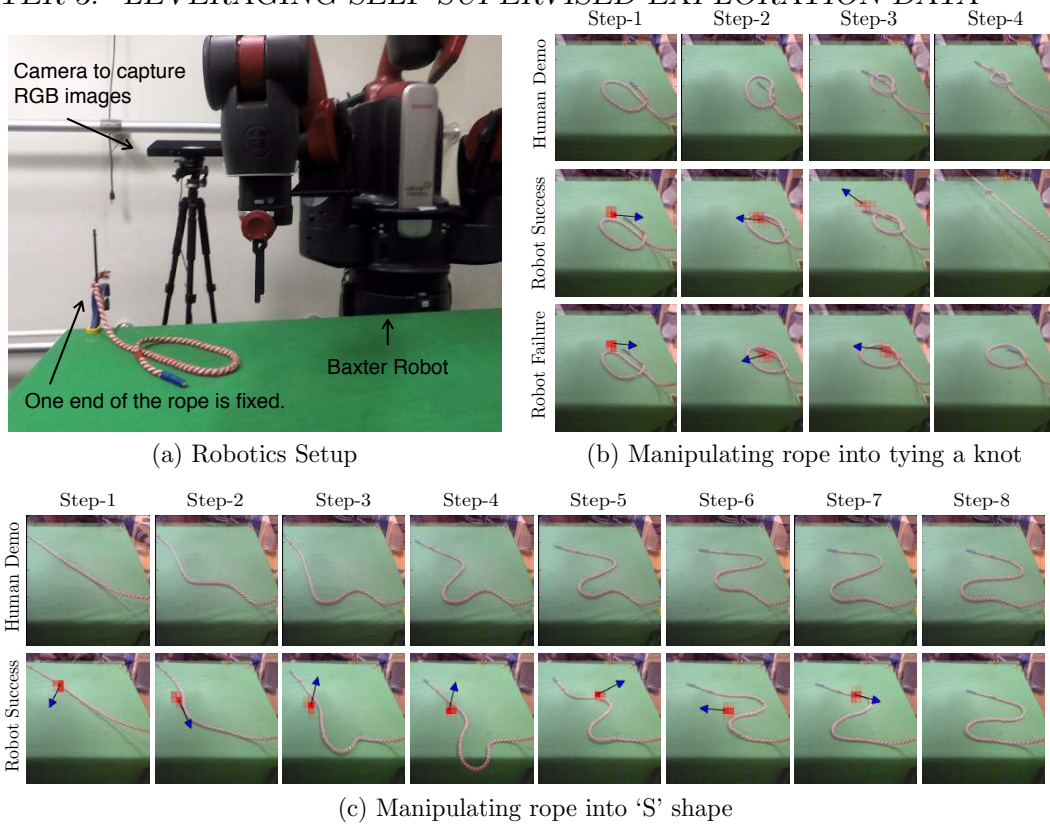 LEVERAGING SELF-SUPERVISED EXPLORATION DATA
Camera to capture
RGB images
Baxter Robot
One end of the rope is fixed.
(a) Robotics Setup
Step-1 Step-2 Step-3 Step-4
Human Demo
Robot Success
Robot Failure
(b) Manipulating rope into tying a knot
Step-1 Step-2 Step-3 Step-4 Step-5 Step-6 Step-7 Step-8
Human Demo
Robot Success
(c) Manipulating rope into ‘S’ shape